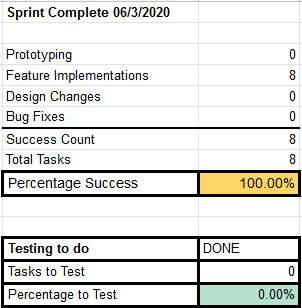 Sprint Complete 06/3/2020
Prototyping 0
Feature Implementations 8
Design Changes 0
Bug Fixes 0
Success Count 8
Total Tasks 8
Percentage Success 100.00%
Testing to do DONE
Tasks to Test 0
Percentage to Test 0.00%